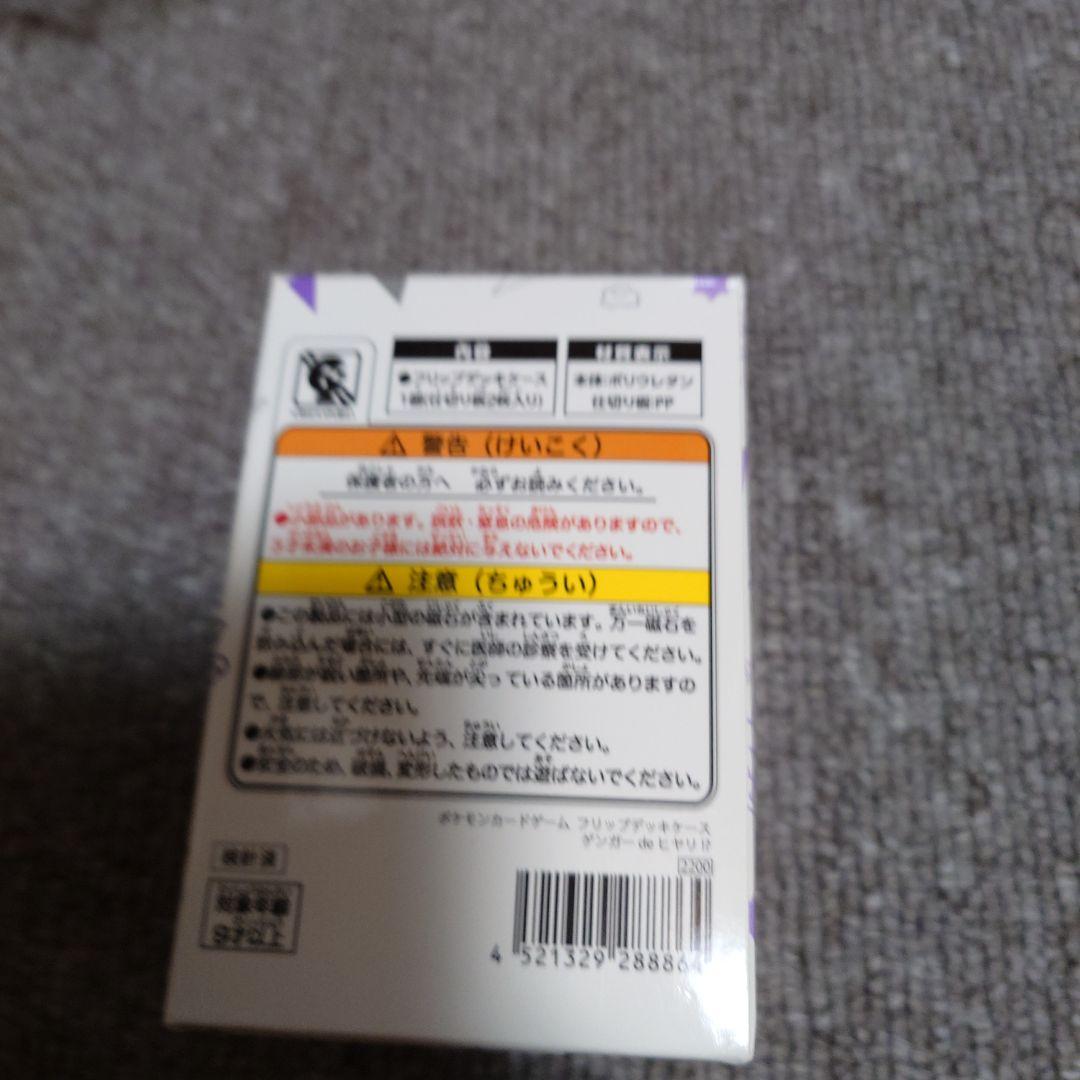 内容
●フリップデッキケース
1個(仕切り板2枚入り)
材質表示
本体:ポリウレタン
仕切り板:PP
警告（けいこく）
保護者の方へ 必ずお読みください。
●小部品があります。誤飲・窒息の危険がありますので、
3才未満のお子様には絶対に与えないでください。
注意（ちゅうい）
●この製品には小型の磁石が含まれています。万一磁石を
飲み込んだ場合には、すぐに医師の診察を受けてください。
っている箇所がありますの
で、注意してください。
●火気には近づけないよう、注意してください。
●安全のため、破損、変形したものでは遊ばないでください。
ポケモンカードゲーム フリップデッキケース
ゲンガー de ヒヤリ!?
2200
対象年齢
9才以上
4 521329 28886